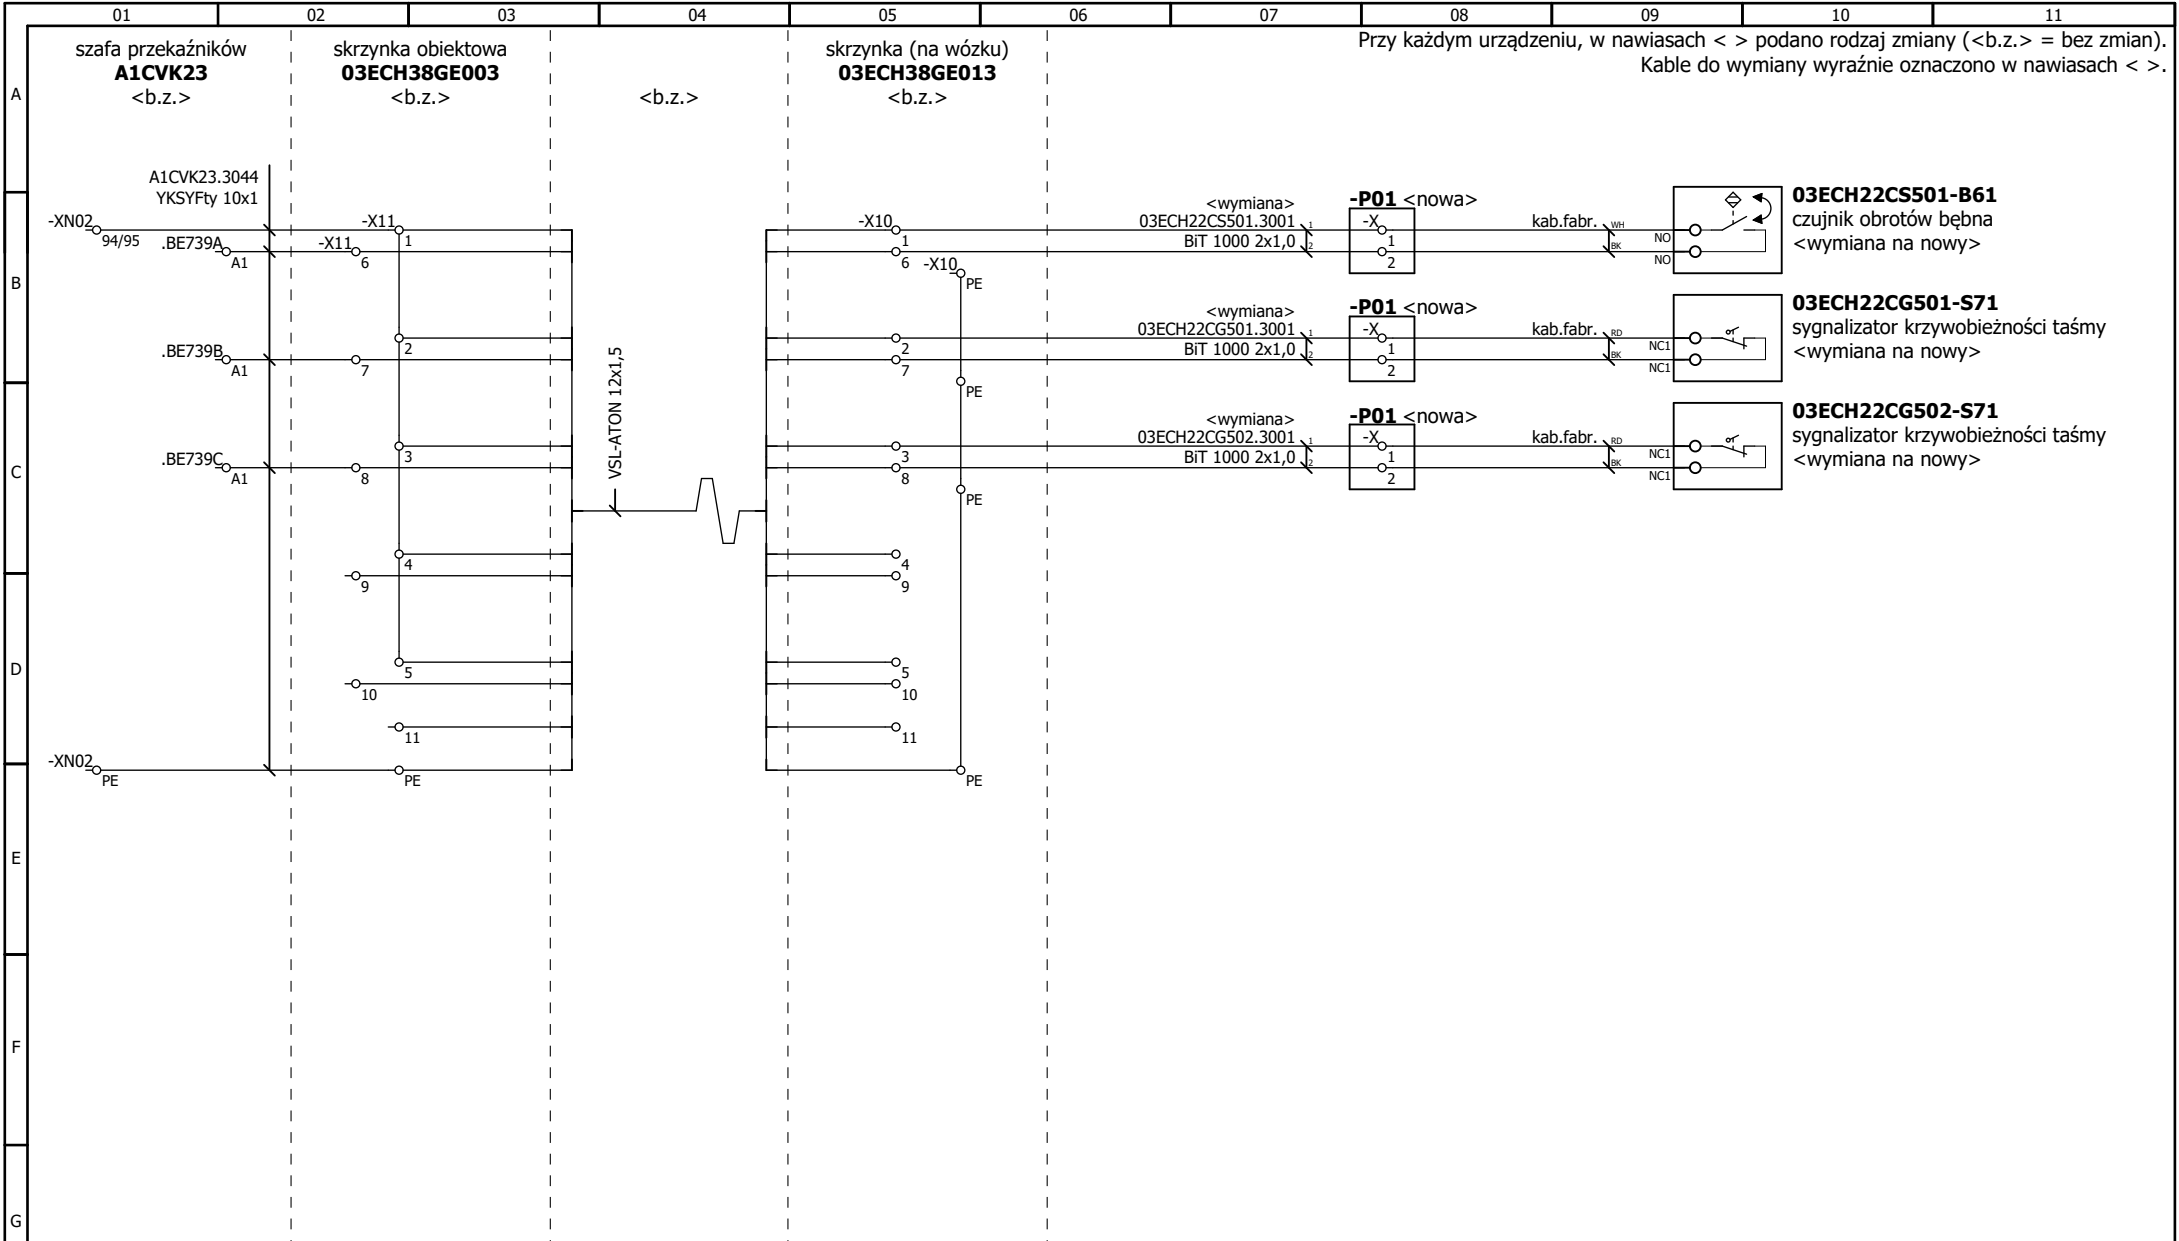 01 02 03 04 05 06 07 08 09 10 11
Przy każdym urządzeniu, w nawiasach < > podano rodzaj zmiany (<b.z.> = bez zmian).
Kable do wymiany wyraźnie oznaczono w nawiasach < >.
szafa przekaźników
A1CVK23
<b.z.>
skrzynka obiektowa
03ECH38GE003
<b.z.>
<b.z.>
skrzynka (na wózku)
03ECH38GE013
<b.z.>
A
B
C
D
E
F
G
A1CVK23.3044
YKSYFty 10x1
-XN02
94/95
.BE739A
A1
.BE739B
A1
.BE739C
A1
-XN02
PE
-X11
1
-X11
6
2
7
3
8
4
9
5
10
11
PE
VSL-ATON 12x1,5
-X10
1
6
-X10
PE
2
7
PE
3
8
PE
4
9
5
10
11
PE
<wymiana>
03ECH22CS501.3001
BiT 1000 2x1,0
1
2
-P01 <nowa>
-X
1
2
kab.fabr.
WH
BK
NO
NO
03ECH22CS501-B61
czujnik obrotów bębna
<wymiana na nowy>
<wymiana>
03ECH22CG501.3001
BiT 1000 2x1,0
1
2
-P01 <nowa>
-X
1
2
kab.fabr.
RD
BK
NC1
NC1
03ECH22CG501-S71
sygnalizator krzywobieżności taśmy
<wymiana na nowy>
<wymiana>
03ECH22CG502.3001
BiT 1000 2x1,0
1
2
-P01 <nowa>
-X
1
2
kab.fabr.
RD
BK
NC1
NC1
03ECH22CG502-S71
sygnalizator krzywobieżności taśmy
<wymiana na nowy>